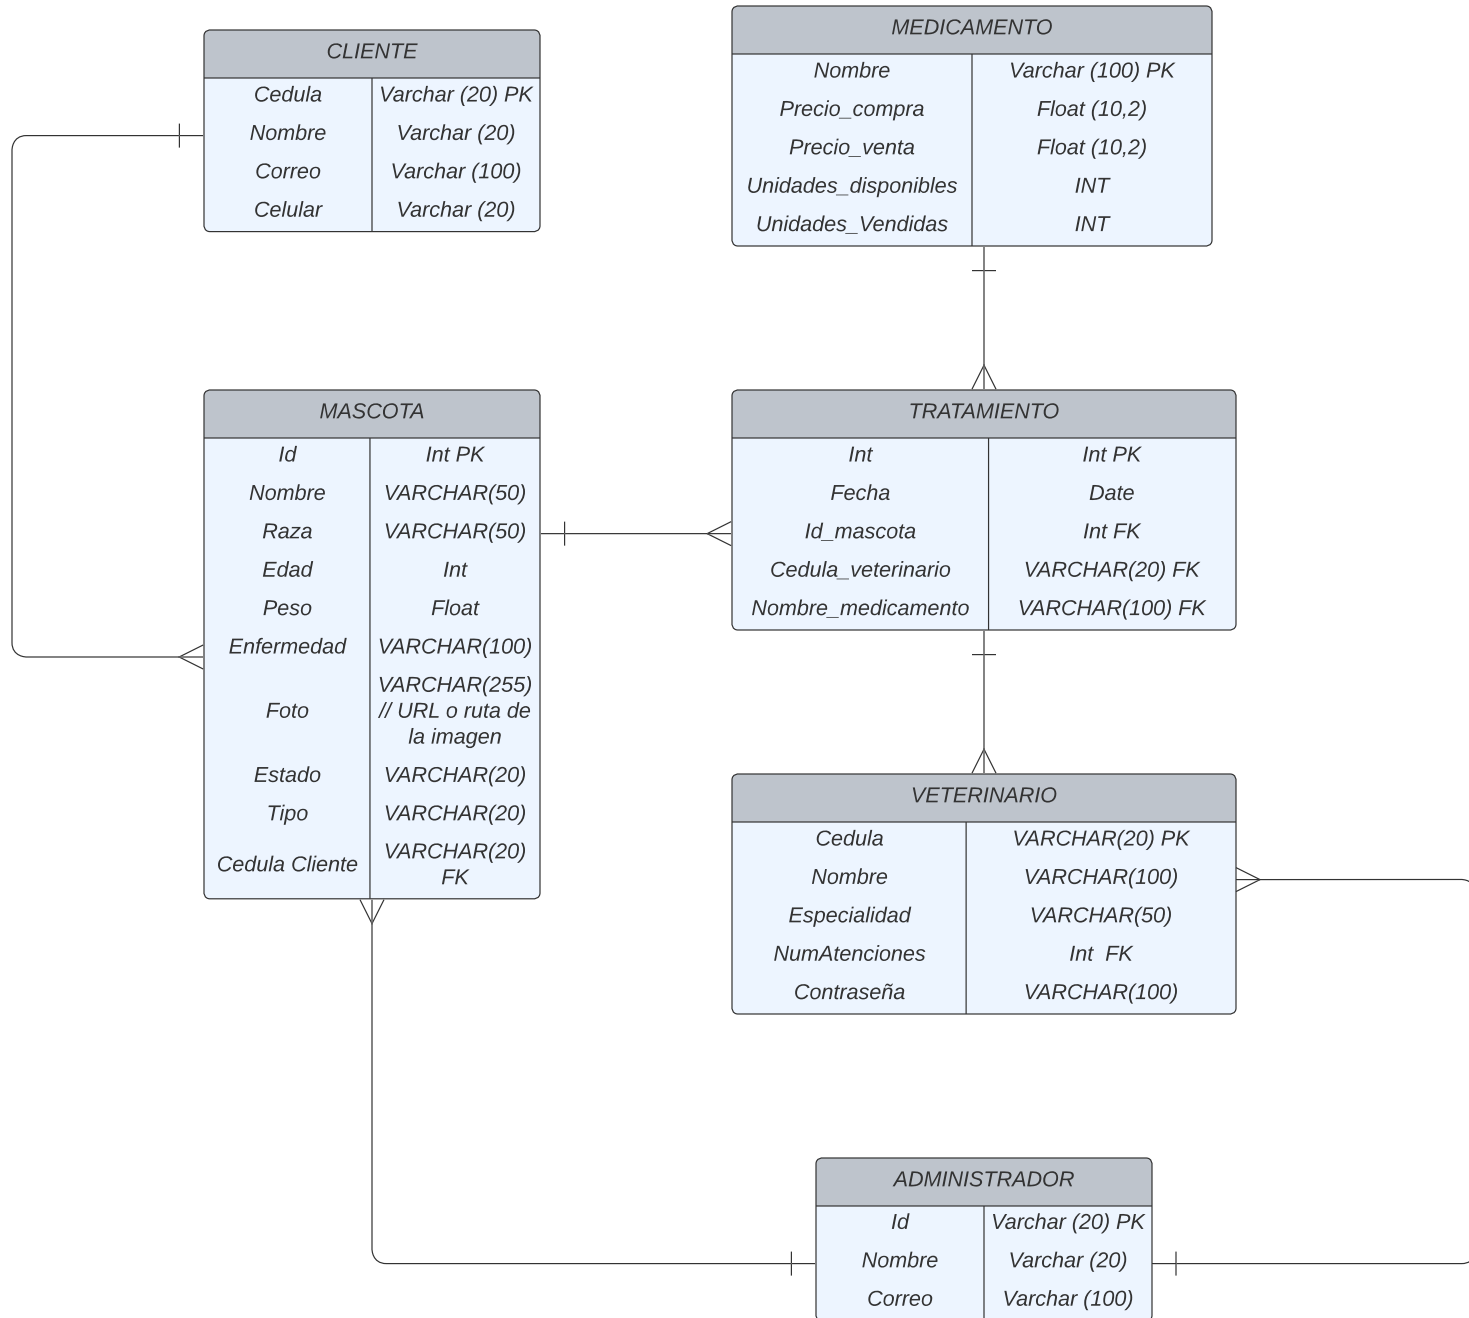 CLIENTE
Cedula Varchar (20) PK
Nombre Varchar (20)
Correo Varchar (100)
Celular Varchar (20)
MEDICAMENTO
Nombre Varchar (100) PK
Precio_compra Float (10,2)
Precio_venta Float (10,2)
Unidades_disponibles INT
Unidades_Vendidas INT
MASCOTA
Id Int PK
Nombre VARCHAR(50)
Raza VARCHAR(50)
Edad Int
Peso Float
Enfermedad VARCHAR(100)
Foto VARCHAR(255)
// URL o ruta de
la imagen
Estado VARCHAR(20)
Tipo VARCHAR(20)
Cedula Cliente VARCHAR(20)
FK
TRATAMIENTO
Int Int PK
Fecha Date
Id_mascota Int FK
Cedula_veterinario VARCHAR(20) FK
Nombre_medicamento VARCHAR(100) FK
VETERINARIO
Cedula VARCHAR(20) PK
Nombre VARCHAR(100)
Especialidad VARCHAR(50)
NumAtenciones Int FK
Contraseña VARCHAR(100)
ADMINISTRADOR
Id Varchar (20) PK
Nombre Varchar (20)
Correo Varchar (100)